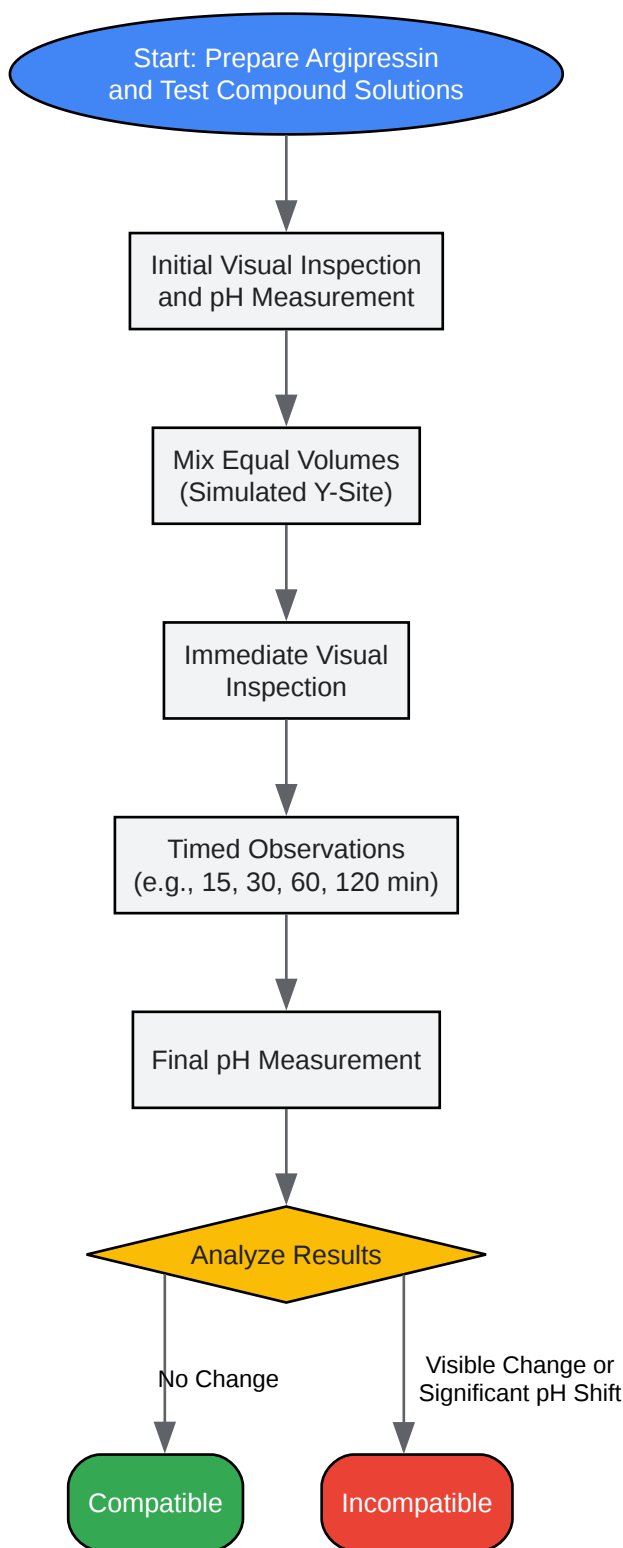 Start: Prepare Argipressin
and Test Compound Solutions
Initial Visual Inspection
and pH Measurement
Mix Equal Volumes
(Simulated Y-Site)
Immediate Visual
Inspection
Timed Observations
(e.g., 15, 30, 60, 120 min)
Final pH Measurement
Analyze Results
No Change
Visible Change or
Significant pH Shift
Compatible
Incompatible